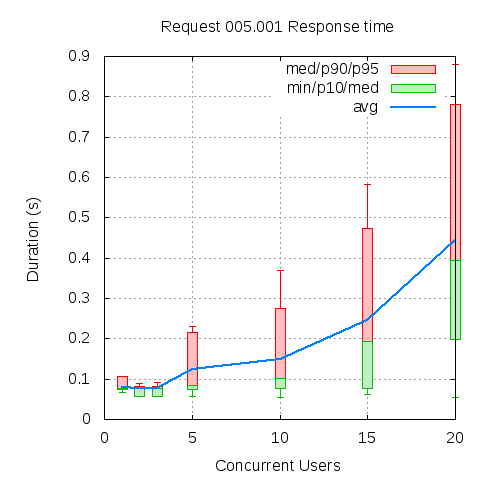 Request 005.001 Response time
med/p90/p95
min/p10/med
avg
Duration (s)
0.9
0.8
0.7
0.6
0.5
0.4
0.3
0.2
0.1
0
0 5 10 15 20
Concurrent Users